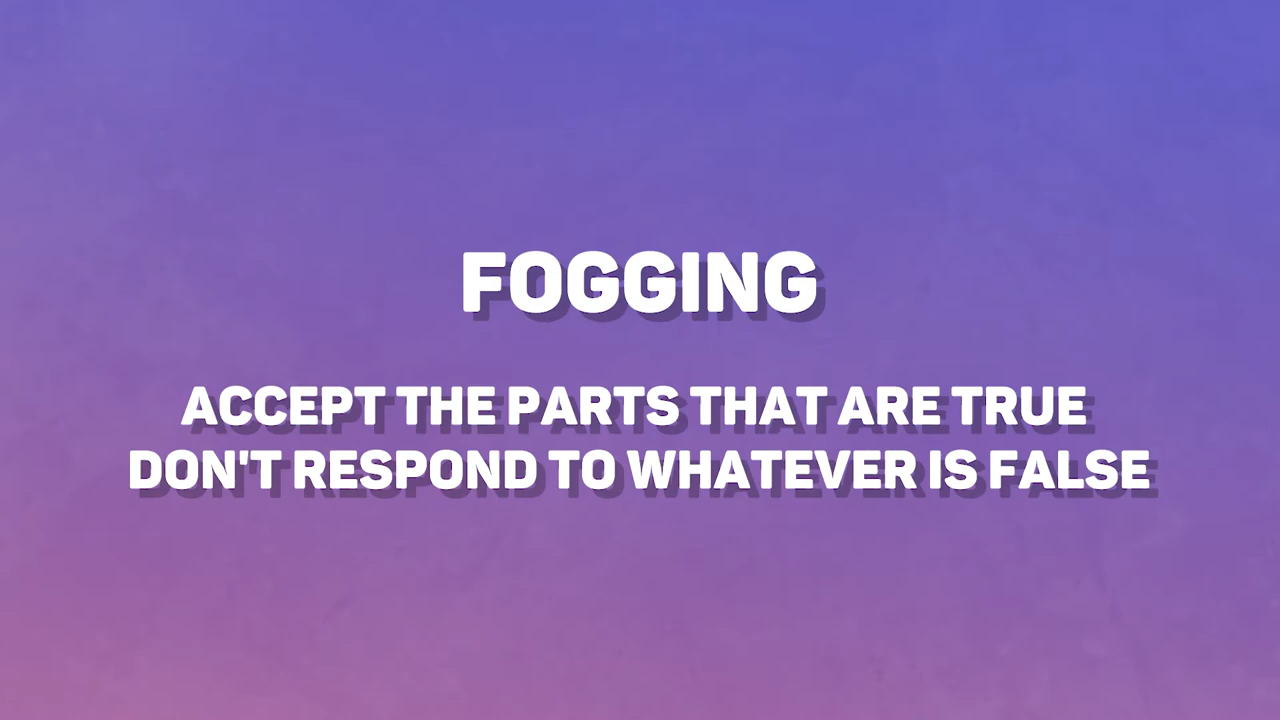 FOGGING
ACCEPT THE PARTS THAT ARE TRUE
DON'T RESPOND TO WHATEVER IS FALSE